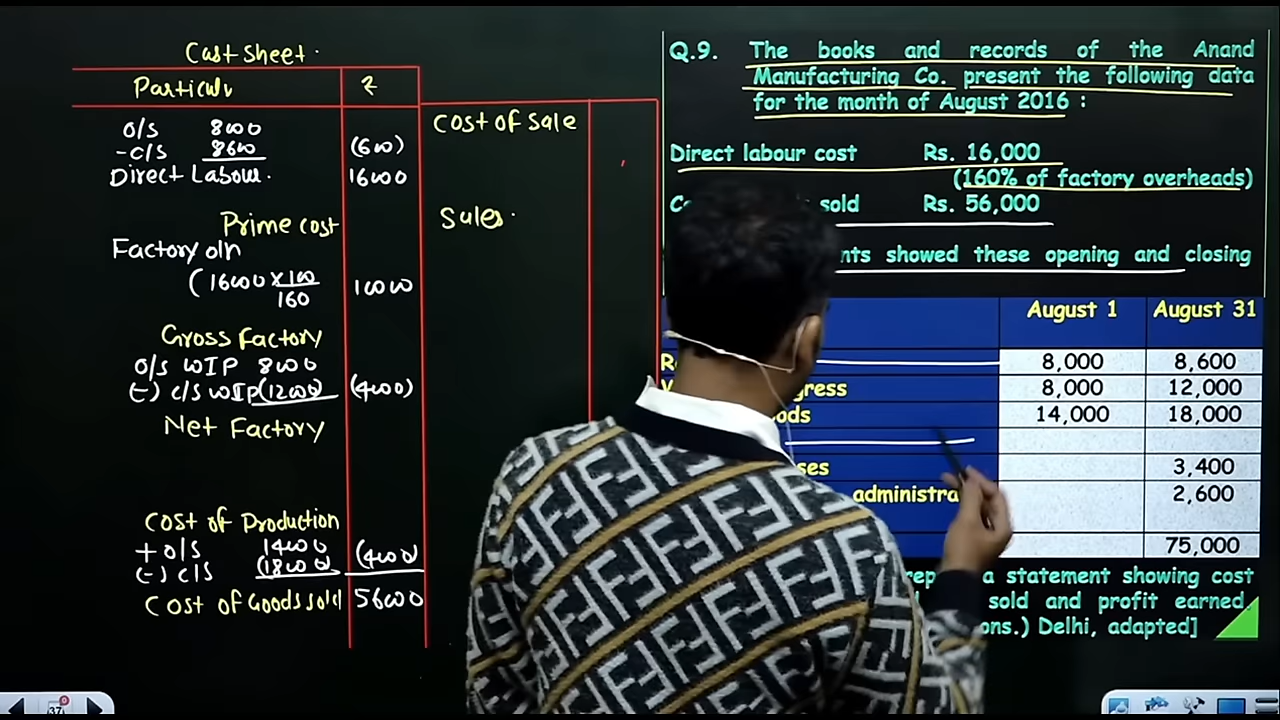 Cast Sheet.
Particulr ₹
O/S 8000
-C/S 8600 (600)
Direct Labour. 16000
Prime cost
Factory o/h
(16000 × 100
160 10000
Gross Factory
O/S WIP 8000
(-) C/S WIP (12000) (4000)
Net Factory
Cost of Production
+ O/S 14000
(-) C/S (18000) (4000)
Cost of Goods sold 56000
Cost of Sale
Sales.
Q.9. The books and records of the Anand
Manufacturing Co. present the following data
for the month of August 2016 :
Direct labour cost Rs. 16,000
(160% of factory overheads)
sold Rs. 56,000
nts showed these opening and closing
August 1 August 31
8,000 8,600
gress 8,000 12,000
ods 14,000 18,000
ses 3,400
administra 2,600
75,000
rep a statement showing cost
sold and profit earned.
ons.) Delhi, adapted]
37